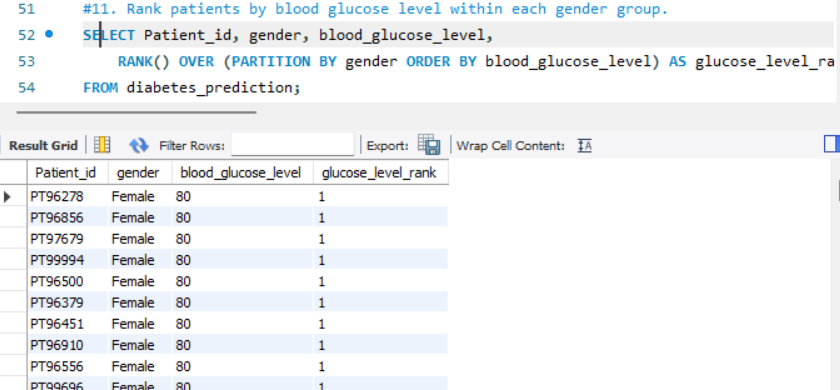 51 #11. Rank patients by blood glucose level within each gender group.
52 SELECT Patient_id, gender, blood_glucose_level,
53 RANK() OVER (PARTITION BY gender ORDER BY blood_glucose_level) AS glucose_level_ra
54 FROM diabetes_prediction;
Result Grid Filter Rows: Export: Wrap Cell Content: IA
Patient_id gender blood_glucose_level glucose_level_rank
PT96278 Female 80 1
PT96856 Female 80 1
PT97679 Female 80 1
PT99994 Female 80 1
PT96500 Female 80 1
PT96379 Female 80 1
PT96451 Female 80 1
PT96910 Female 80 1
PT96556 Female 80 1
PT99696 Female 80 1